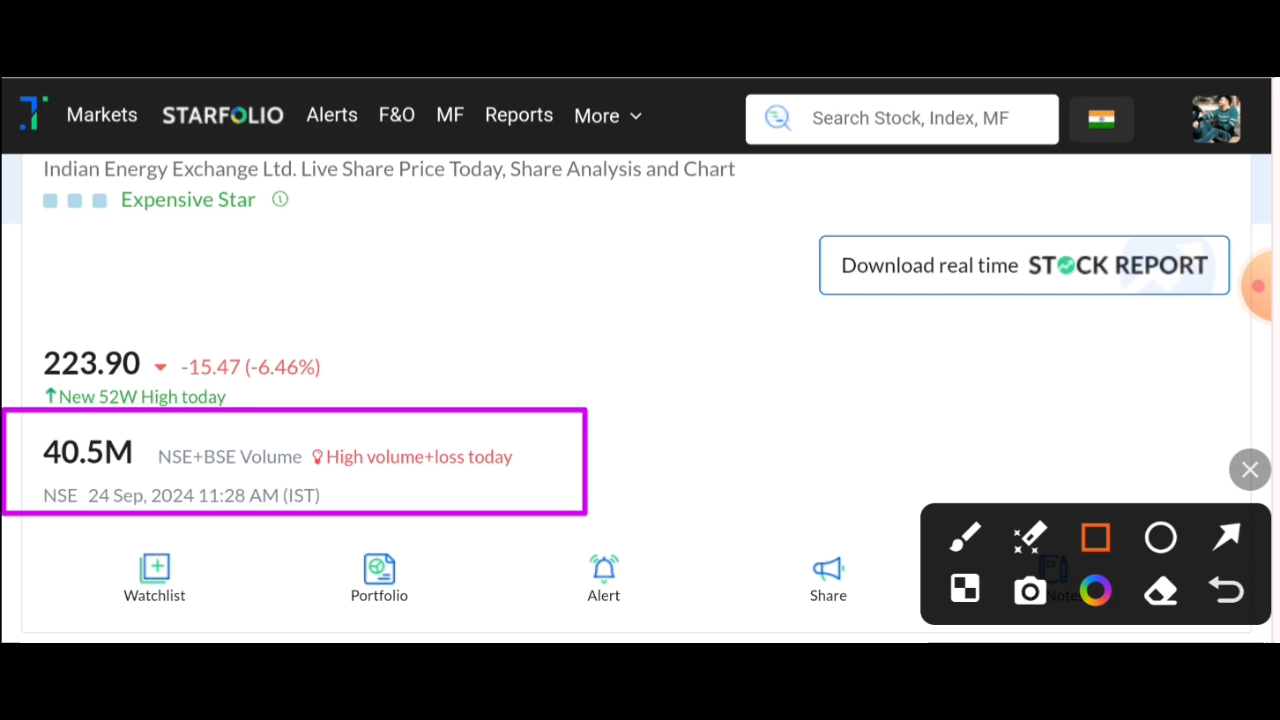 Markets STARFOLIO Alerts F&O MF Reports More Search Stock, Index, MF
Indian Energy Exchange Ltd. Live Share Price Today, Share Analysis and Chart
Expensive Star
Download real time STOCK REPORT
223.90 -15.47 (-6.46%)
New 52W High today
40.5M NSE+BSE Volume High volume+loss today
NSE 24 Sep, 2024 11:28 AM (IST)
Watchlist Portfolio Alert Share Note